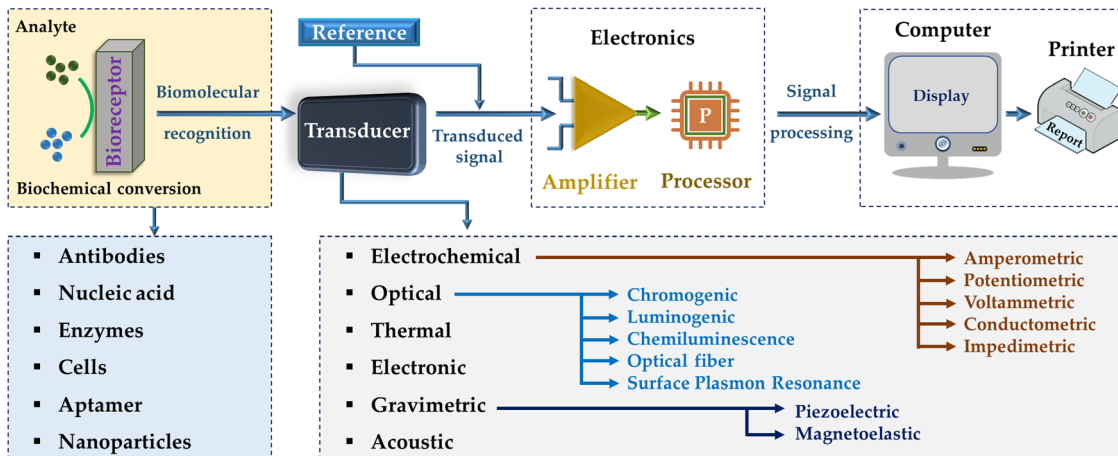 Analyte
Bioreceptor
Biomolecular
recognition
Biochemical conversion
Reference
Transducer
Transduced
signal
Electronics
P
Amplifier
Processor
Signal
processing
Computer
Display
Printer
Report
▪ Antibodies
▪ Nucleic acid
▪ Enzymes
▪ Cells
▪ Aptamer
▪ Nanoparticles
▪ Electrochemical
▪ Optical
▪ Thermal
▪ Electronic
▪ Gravimetric
▪ Acoustic
Chromogenic
Luminogenic
Chemiluminescence
Optical fiber
Surface Plasmon Resonance
Piezoelectric
Magnetoelastic
Amperometric
Potentiometric
Voltammetric
Conductometric
Impedimetric